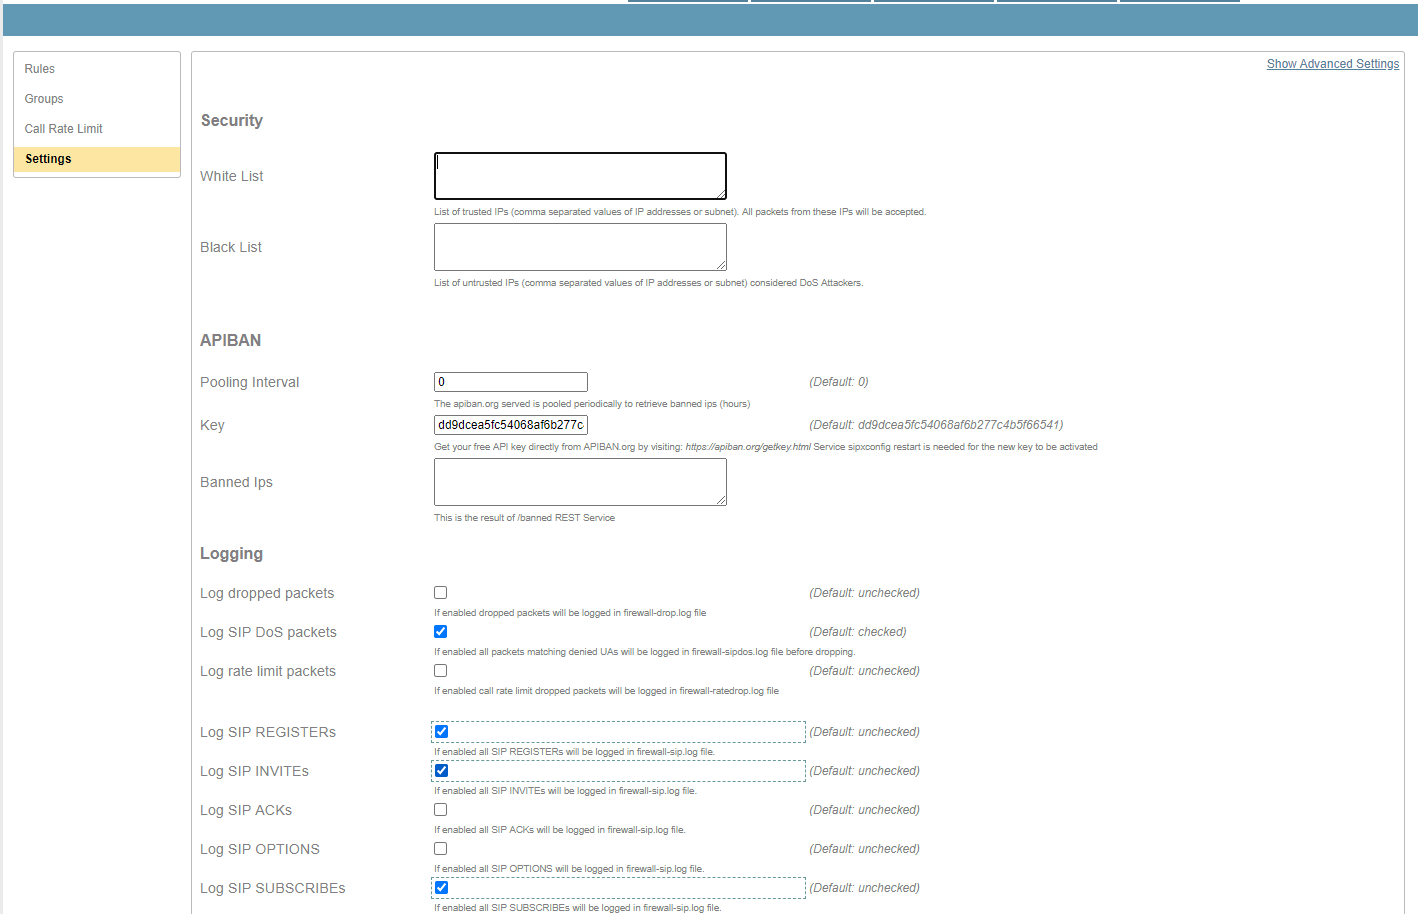 Rules
Groups
Call Rate Limit
Settings
Show Advanced Settings
Security
White List
List of trusted IPs (comma separated values of IP addresses or subnet). All packets from these IPs will be accepted.
Black List
List of untrusted IPs (comma separated values of IP addresses or subnet) considered DoS Attackers.
APIBAN
Pooling Interval 0 (Default: 0)
The apiban.org served is pooled periodically to retrieve banned ips (hours)
Key dd9dcea5fc54068af6b277c (Default: dd9dcea5fc54068af6b277c4b5f66541)
Get your free API key directly from APIBAN.org by visiting: https://apiban.org/getkey.html Service sipxconfig restart is needed for the new key to be activated
Banned Ips
This is the result of /banned REST Service
Logging
Log dropped packets (Default: unchecked)
If enabled dropped packets will be logged in firewall-drop.log file
Log SIP DoS packets (Default: checked)
If enabled all packets matching denied UAs will be logged in firewall-sipdos.log file before dropping.
Log rate limit packets (Default: unchecked)
If enabled call rate limit dropped packets will be logged in firewall-ratedrop.log file
Log SIP REGISTERs (Default: unchecked)
If enabled all SIP REGISTERs will be logged in firewall-sip.log file.
Log SIP INVITEs (Default: unchecked)
If enabled all SIP INVITEs will be logged in firewall-sip.log file.
Log SIP ACKs (Default: unchecked)
If enabled all SIP ACKs will be logged in firewall-sip.log file.
Log SIP OPTIONS (Default: unchecked)
If enabled all SIP OPTIONS will be logged in firewall-sip.log file.
Log SIP SUBSCRIBEs (Default: unchecked)
If enabled all SIP SUBSCRIBEs will be logged in firewall-sip.log file.